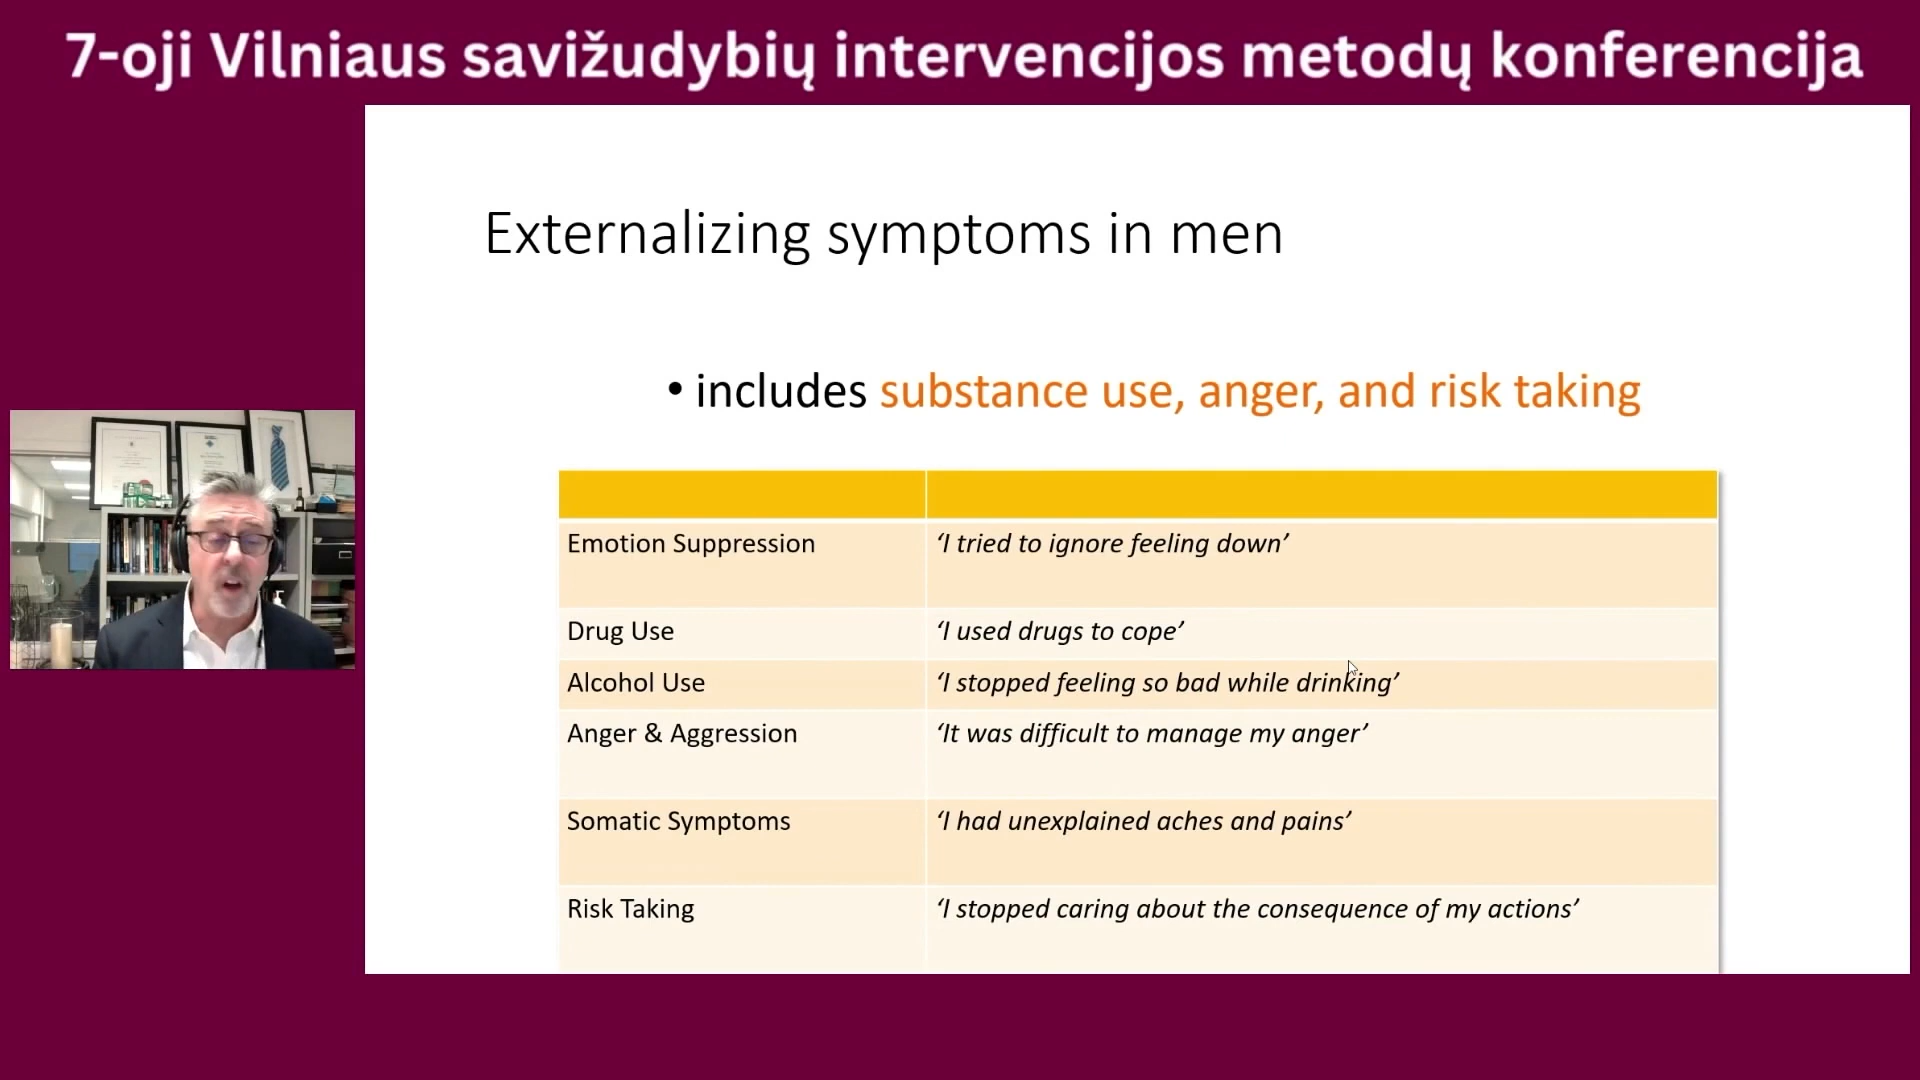 7-oji Vilniaus savižudybių intervencijos metodų konferencija
Externalizing symptoms in men
• includes substance use, anger, and risk taking
Emotion Suppression ‘I tried to ignore feeling down’
Drug Use ‘I used drugs to cope’
Alcohol Use ‘I stopped feeling so bad while drinking’
Anger & Aggression ‘It was difficult to manage my anger’
Somatic Symptoms ‘I had unexplained aches and pains’
Risk Taking ‘I stopped caring about the consequence of my actions’